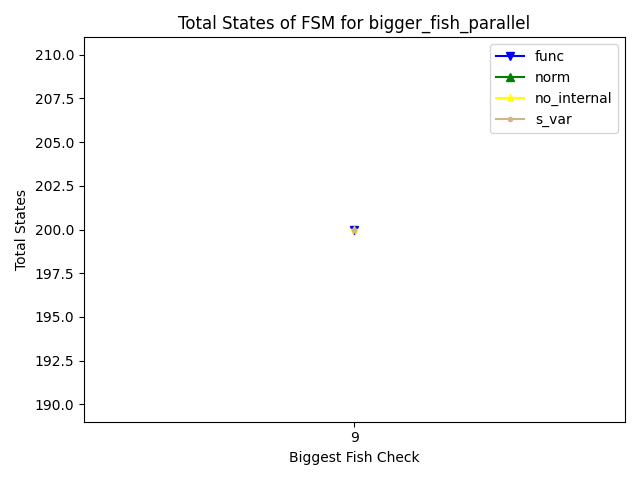 Total States of FSM for bigger_fish_parallel
func
norm
no_internal
s_var
Total States
210.0
207.5
205.0
202.5
200.0
197.5
195.0
192.5
190.0
9
Biggest Fish Check